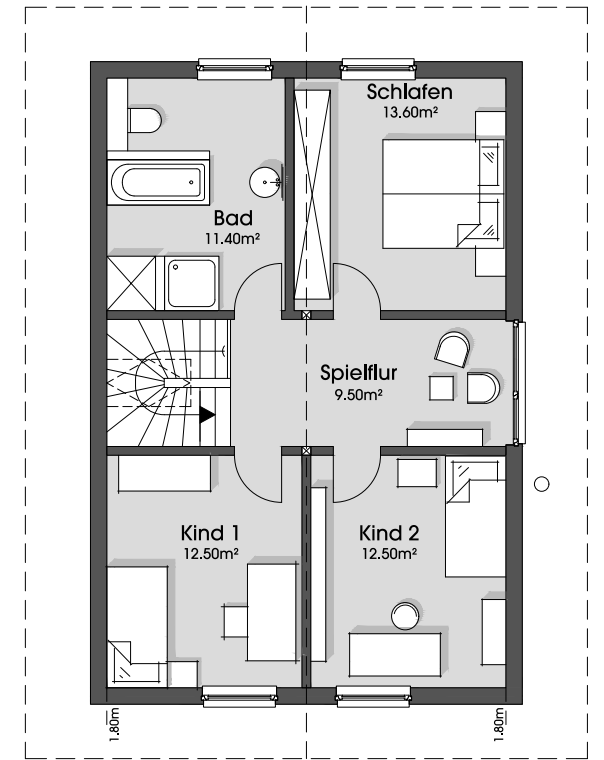 Schlafen
13.60m²
Bad
11.40m²
Spielflur
9.50m²
Kind 1
12.50m²
Kind 2
12.50m²
1.80m
1.80m